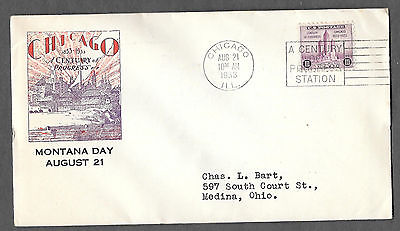 CHICAGO
1833-1933
A CENTURY of
PROGRESS
MONTANA DAY
AUGUST 21
CHICAGO
AUG 21
1933
ILL.
A CENTURY
STATION
U.S. POSTAGE
Chas. L. Bart,
597 South Court St.,
Medina, Ohio.